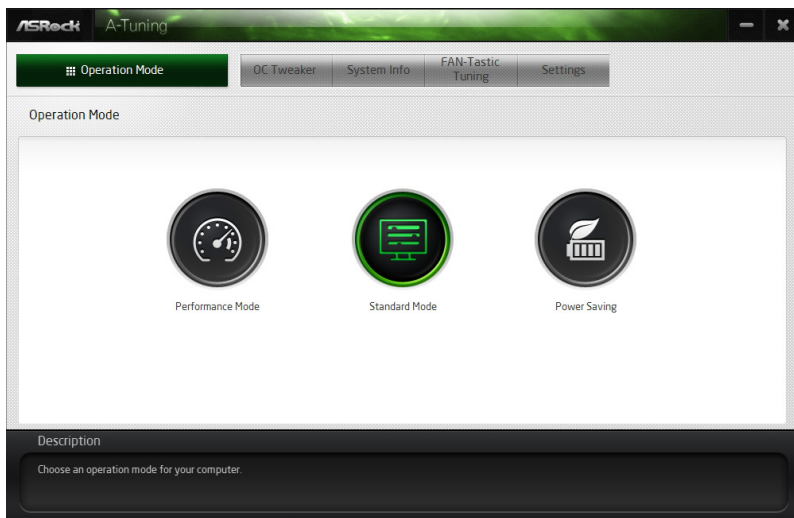 ASRock A-Tuning
Operation Mode OC Tweaker System Info FAN-Tastic Tuning Settings
Operation Mode
Performance Mode Standard Mode Power Saving
Description
Choose an operation mode for your computer.